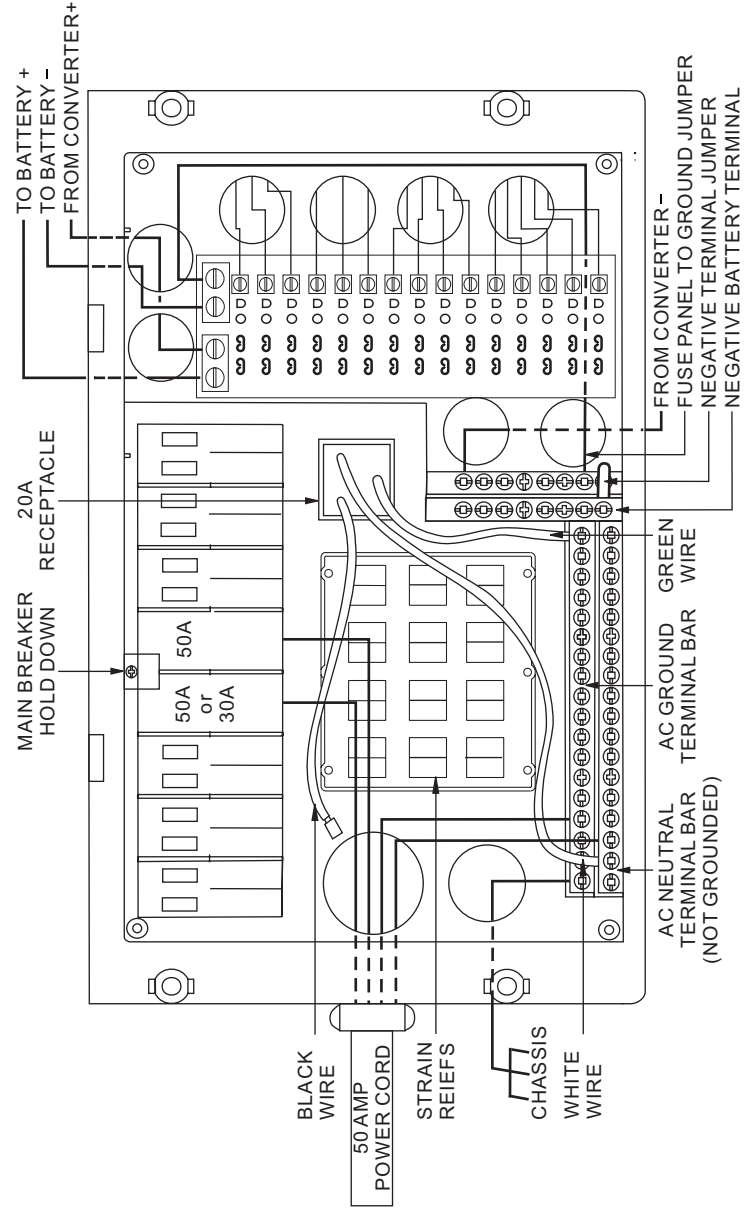 TO BATTERY +
TO BATTERY -
FROM CONVERTER+
20A
RECEPTACLE
MAIN BREAKER
HOLD DOWN
50A
50A
or
30A
BLACK
WIRE
50 AMP
POWER CORD
STRAIN
REIEFS
CHASSIS
WHITE
WIRE
AC NEUTRAL
TERMINAL BAR
(NOT GROUNDED)
AC GROUND
TERMINAL BAR
GREEN
WIRE
FROM CONVERTER-
FUSE PANEL TO GROUND JUMPER
NEGATIVE TERMINAL JUMPER
NEGATIVE BATTERY TERMINAL